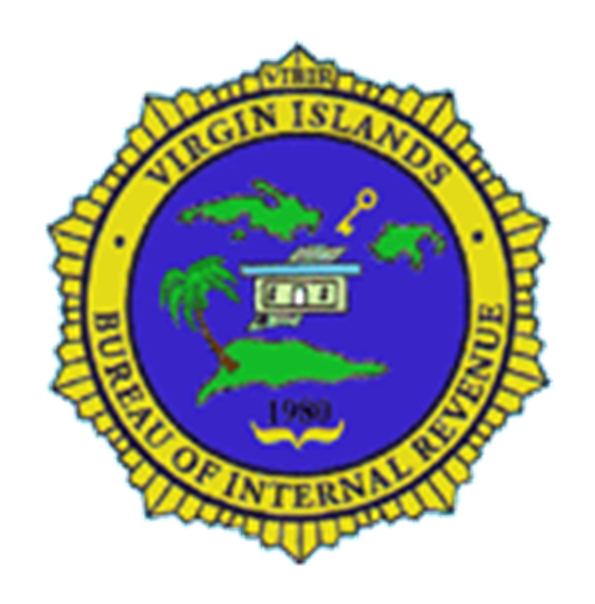 VIBIR
VIRGIN ISLANDS
1980
BUREAU OF INTERNAL REVENUE